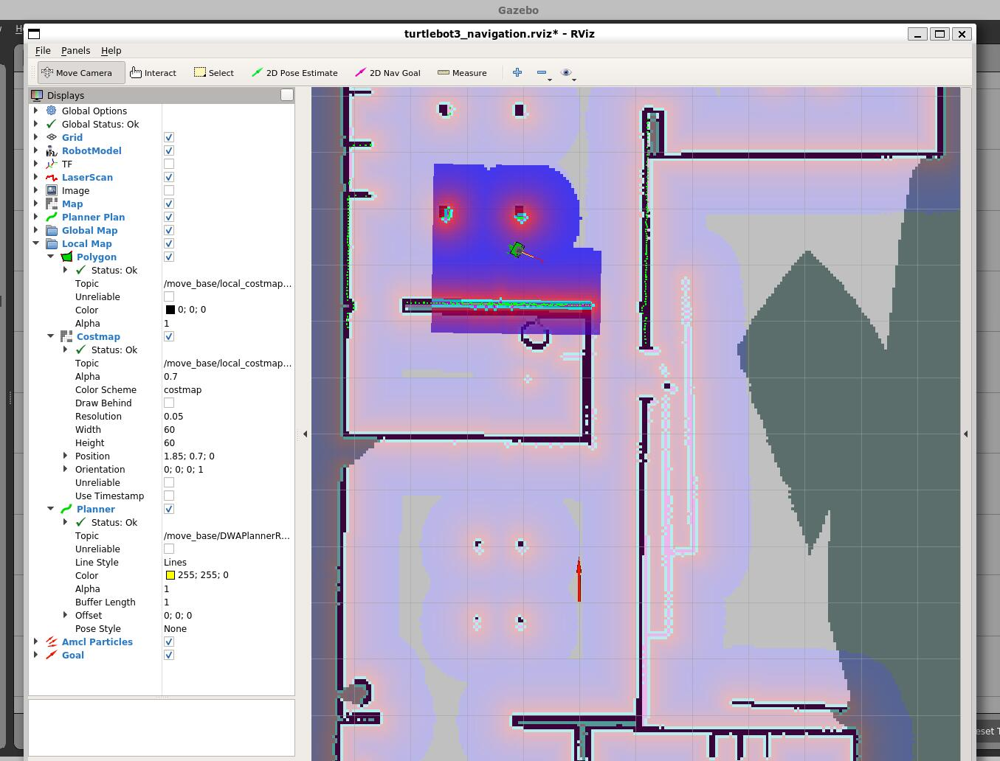 Gazebo
turtlebot3_navigation.rviz* - RViz
File Panels Help
Move Camera Interact Select 2D Pose Estimate 2D Nav Goal Measure
Displays
Global Options
Global Status: Ok
Grid
RobotModel
TF
LaserScan
Image
Map
Planner Plan
Global Map
Local Map
Polygon
Status: Ok
Topic /move_base/local_costmap...
Unreliable
Color 0; 0; 0
Alpha 1
Costmap
Status: Ok
Topic /move_base/local_costmap...
Alpha 0.7
Color Scheme costmap
Draw Behind
Resolution 0.05
Width 60
Height 60
Position 1.85; 0.7; 0
Orientation 0; 0; 0; 1
Unreliable
Use Timestamp
Planner
Status: Ok
Topic /move_base/DWAPlannerR...
Unreliable
Line Style Lines
Color 255; 255; 0
Alpha 1
Buffer Length 1
Offset 0; 0; 0
Pose Style None
Amcl Particles
Goal